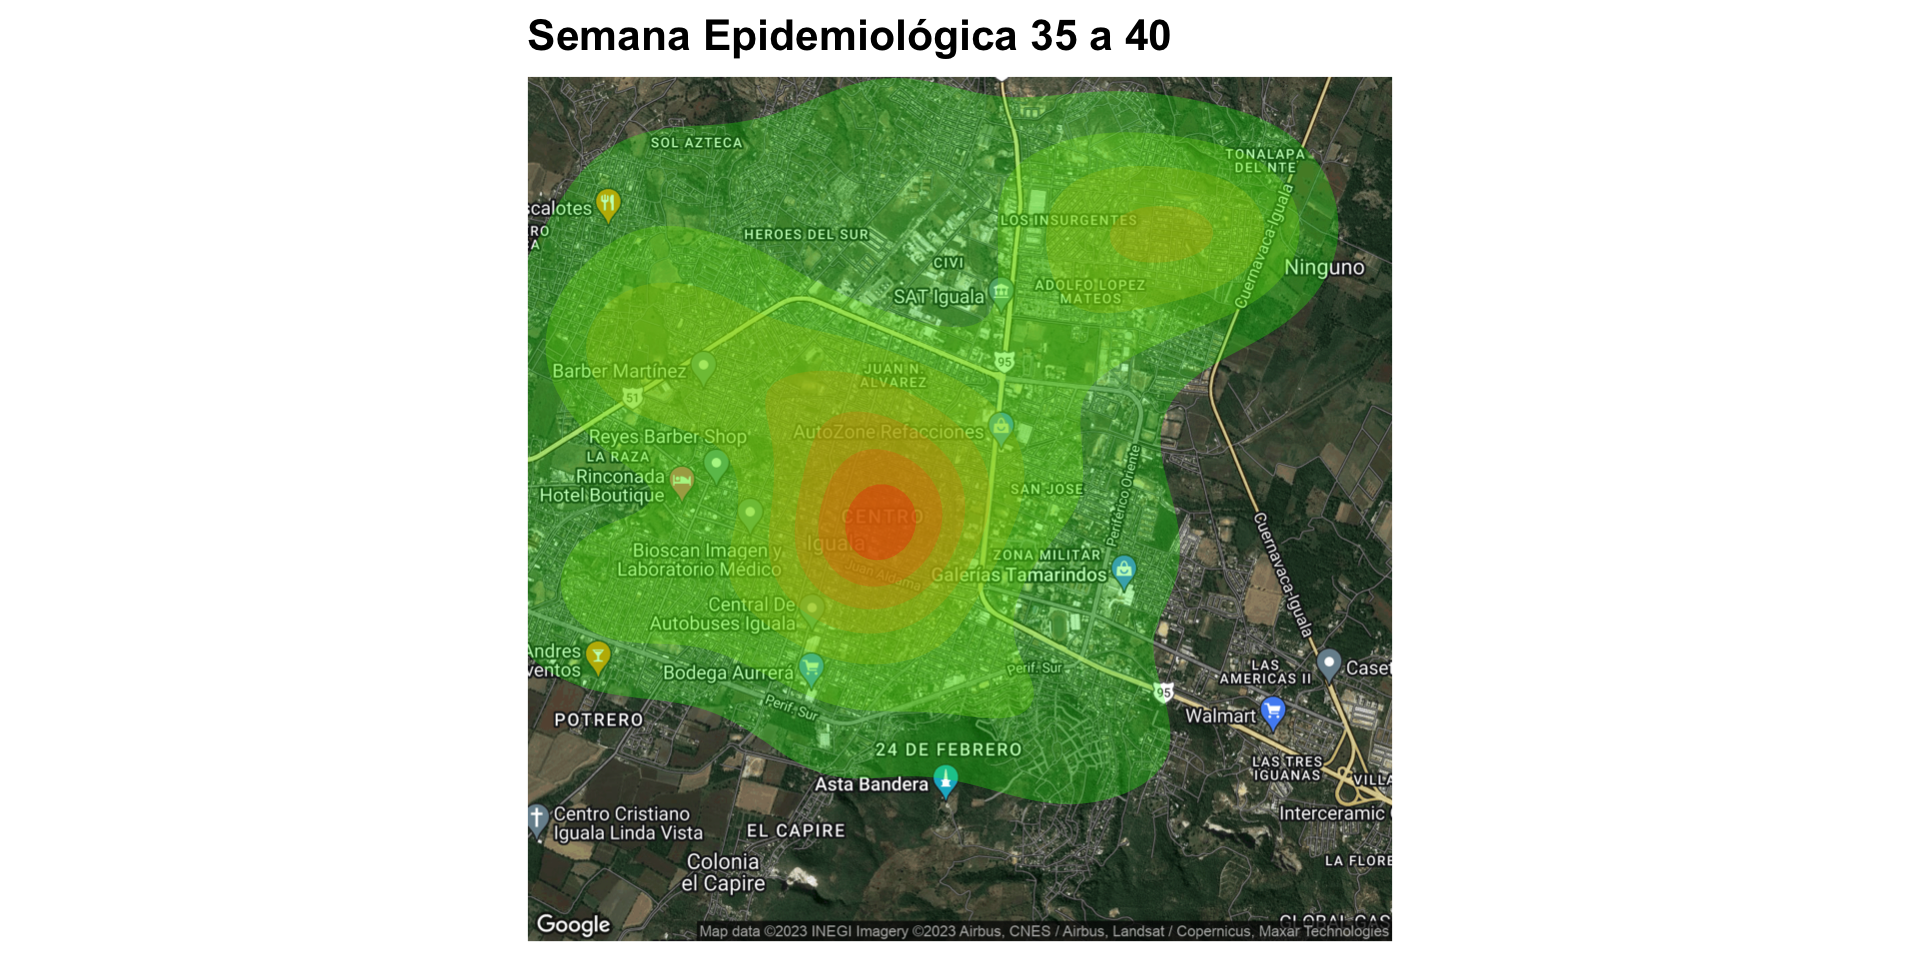 Semana Epidemiológica 35 a 40
SOL AZTECA
TONALAPA
DEL NTE
scalotes
RO
A
HEROES DEL SUR
LOS INSURGENTES
CIVI
Cuernavaca-Iguala
Ninguno
SAT Iguala
ADOLFO LOPEZ
MATEOS
95
Barber Martínez
JUAN N.
ALVAREZ
51
AutoZone Refacciones
Reyes Barber Shop
LA RAZA
Rinconada
Hotel Boutique
SAN JOSE
Periférico Oriente
CENTRO
Iguala
Cuernavaca-Iguala
Bioscan Imagen y
Laboratorio Médico
ZONA MILITAR
Juan Aldama
Galerías Tamarindos
Central De
Autobuses Iguala
Andres
ventos
Bodega Aurrerá
Perif. Sur
LAS
AMERICAS II
Caset
95
Perif. Sur
POTRERO
Walmart
24 DE FEBRERO
LAS TRES
IGUANAS
VILLA
Asta Bandera
Centro Cristiano
Iguala Linda Vista
Interceramic
EL CAPIRE
Colonia
el Capire
LA FLORE
GLOBAL GAS
Google
Map data ©2023 INEGI Imagery ©2023 Airbus, CNES / Airbus, Landsat / Copernicus, Maxar Technologies